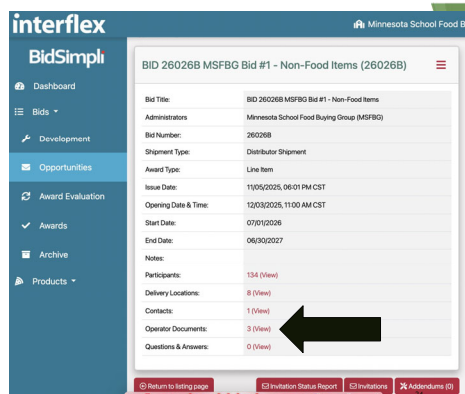 interflex
Minnesota School Food B
BidSimpli
Dashboard
Bids
Development
Opportunities
Award Evaluation
Awards
Archive
Products
BID 26026B MSFBG Bid #1 - Non-Food Items (26026B)
Bid Title: BID 26026B MSFBG Bid #1 - Non-Food Items
Administrators Minnesota School Food Buying Group (MSFBG)
Bid Number: 26026B
Shipment Type: Distributor Shipment
Award Type: Line Item
Issue Date: 11/05/2025, 06:01 PM CST
Opening Date & Time: 12/03/2025, 11:00 AM CST
Start Date: 07/01/2026
End Date: 06/30/2027
Notes:
Participants: 134 (View)
Delivery Locations: 8 (View)
Contacts: 1 (View)
Operator Documents: 3 (View)
Questions & Answers: 0 (View)
Return to listing page Invitation Status Report Invitations Addendums (0)